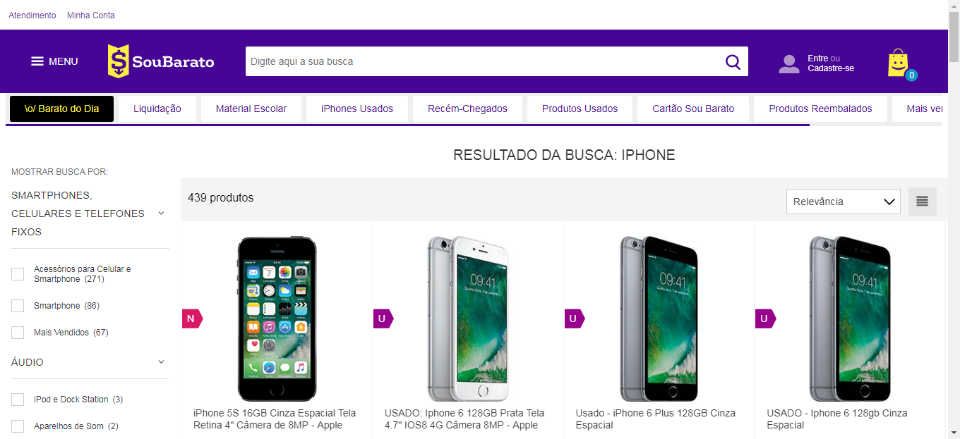 Atendimento Minha Conta
MENU
SouBarato
Digite aqui a sua busca
Entre ou
Cadastre-se
0
\o/ Barato do Dia
Liquidação
Material Escolar
iPhones Usados
Recém-Chegados
Produtos Usados
Cartão Sou Barato
Produtos Reembalados
Mais ver
RESULTADO DA BUSCA: IPHONE
MOSTRAR BUSCA POR:
SMARTPHONES,
CELULARES E TELEFONES
FIXOS
Acessórios para Celular e
Smartphone (271)
Smartphone (86)
Mais Vendidos (67)
ÁUDIO
iPod e Dock Station (3)
Aparelhos de Som (2)
439 produtos
Relevância
N
iPhone 5S 16GB Cinza Espacial Tela
Retina 4" Câmera de 8MP - Apple
U
09:41
USADO: Iphone 6 128GB Prata Tela
4.7" IOS8 4G Câmera 8MP - Apple
U
09:41
Usado - iPhone 6 Plus 128GB Cinza
Espacial
U
09:41
USADO - Iphone 6 128gb Cinza
Espacial